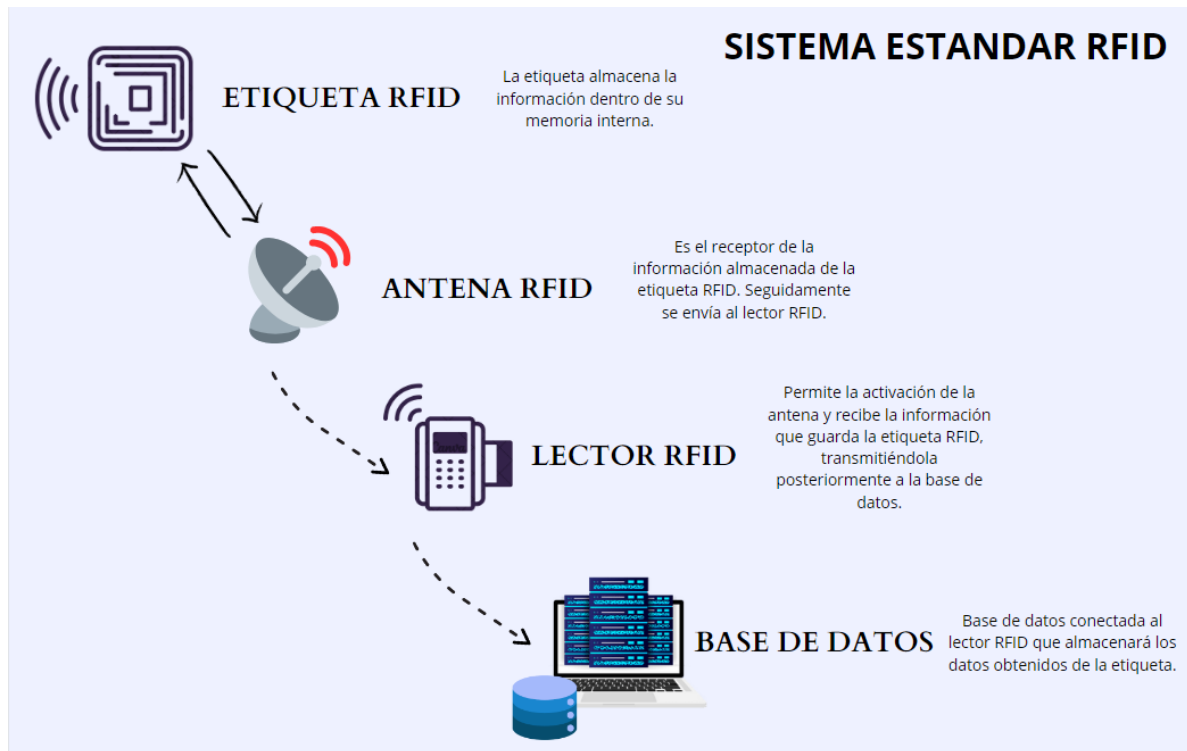 SISTEMA ESTANDAR RFID
ETIQUETA RFID
La etiqueta almacena la
información dentro de su
memoria interna.
ANTENA RFID
Es el receptor de la
información almacenada de la
etiqueta RFID. Seguidamente
se envía al lector RFID.
LECTOR RFID
Permite la activación de la
antena y recibe la información
que guarda la etiqueta RFID,
transmitiéndola
posteriormente a la base de
datos.
BASE DE DATOS
Base de datos conectada al
lector RFID que almacenará los
datos obtenidos de la etiqueta.